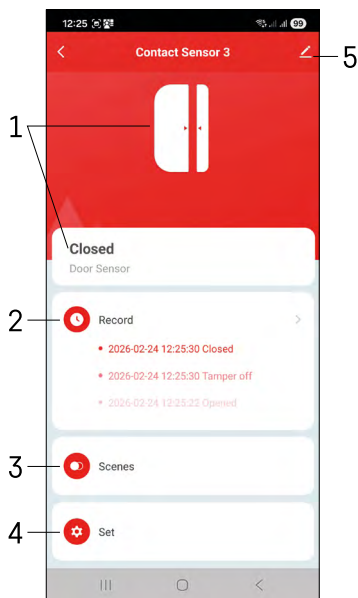 12:25 99
Contact Sensor 3
5
1
Closed
Door Sensor
2
Record
• 2026-02-24 12:25:30 Closed
• 2026-02-24 12:25:30 Tamper off
• 2026-02-24 12:25:22 Opened
3
Scenes
4
Set